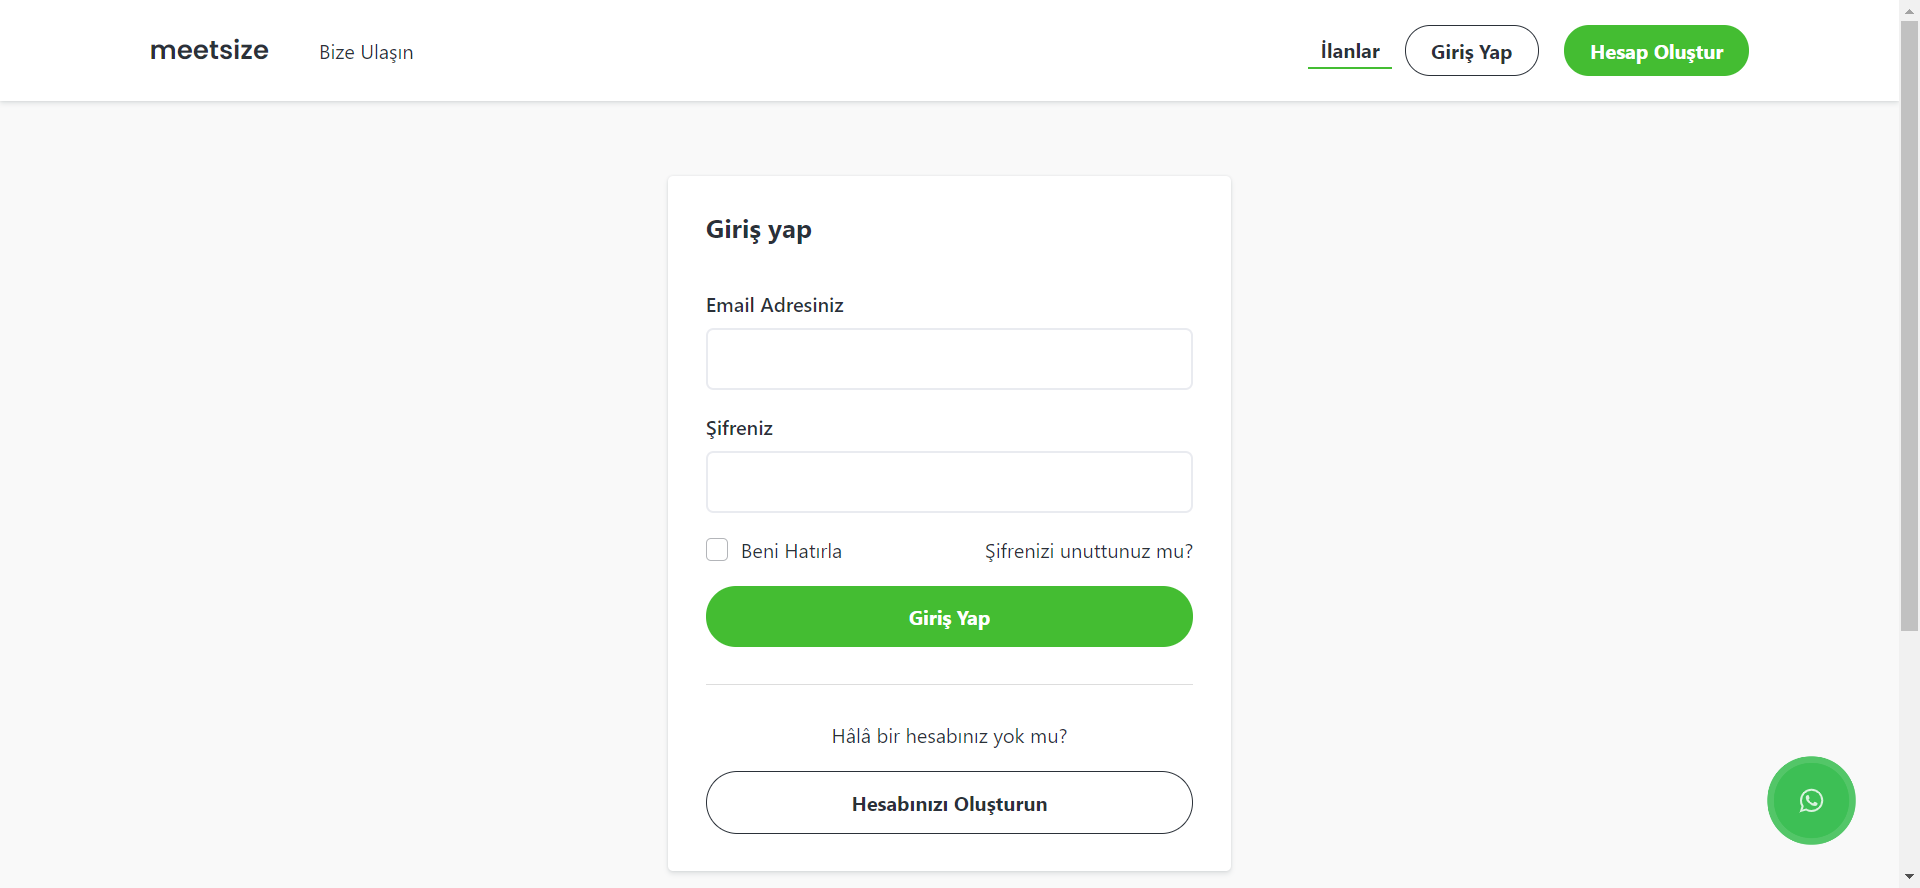 meetsize
Bize Ulaşın
İlanlar
Giriş Yap
Hesap Oluştur
Giriş yap
Email Adresiniz
Şifreniz
Beni Hatırla
Şifrenizi unuttunuz mu?
Giriş Yap
Hâlâ bir hesabınız yok mu?
Hesabınızı Oluşturun